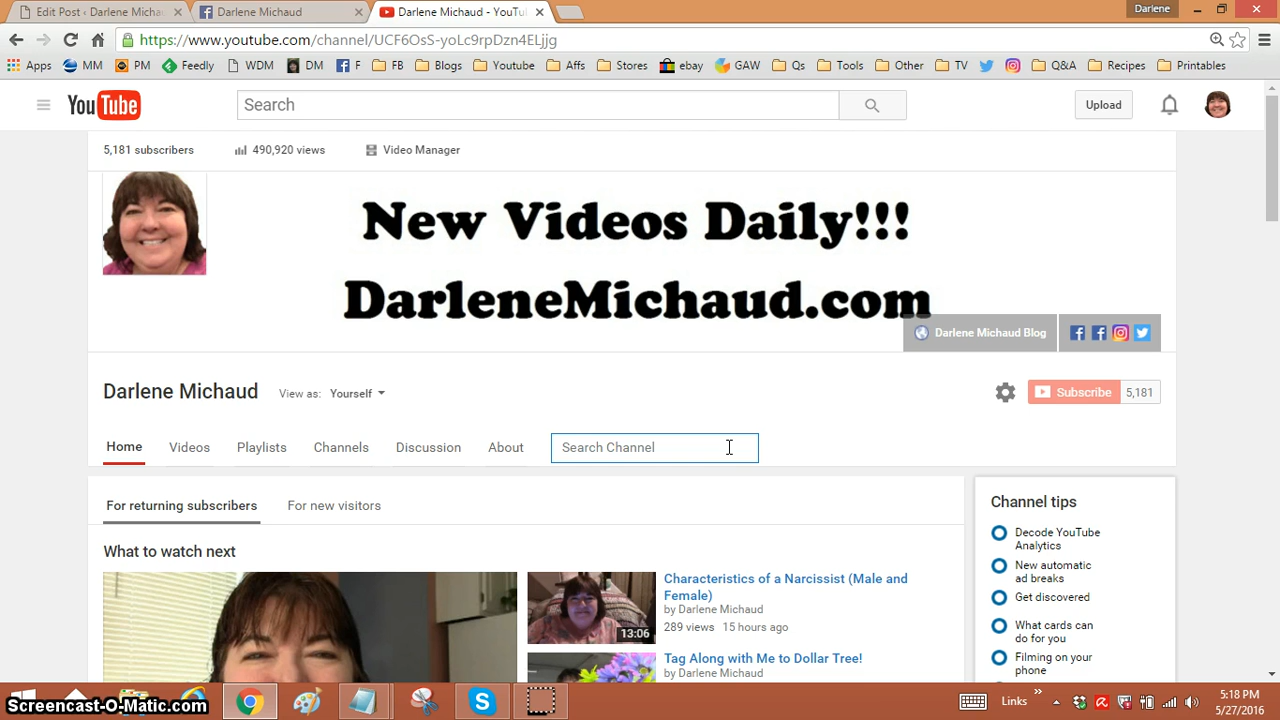 Edit Post ‹ Darlene Micha
Darlene Michaud
Darlene Michaud - YouTu
Darlene
https://www.youtube.com/channel/UCF6OsS-yoLc9rpDzn4ELjjg
Apps MM PM Feedly WDM DM F FB Blogs Youtube Affs Stores ebay GAW Qs Tools Other TV Q&A Recipes Printables
YouTube
Search
Upload
5,181 subscribers 490,920 views Video Manager
New Videos Daily!!!
DarleneMichaud.com
Darlene Michaud Blog
Darlene Michaud View as: Yourself
Subscribe 5,181
Home Videos Playlists Channels Discussion About Search Channel
For returning subscribers For new visitors
What to watch next
Characteristics of a Narcissist (Male and
Female)
by Darlene Michaud
289 views 15 hours ago
13:06
Tag Along with Me to Dollar Tree!
by Darlene Michaud
Channel tips
Decode YouTube
Analytics
New automatic
ad breaks
Get discovered
What cards can
do for you
Filming on your
phone
Screencast-O-Matic.com
Links
5:18 PM
5/27/2016